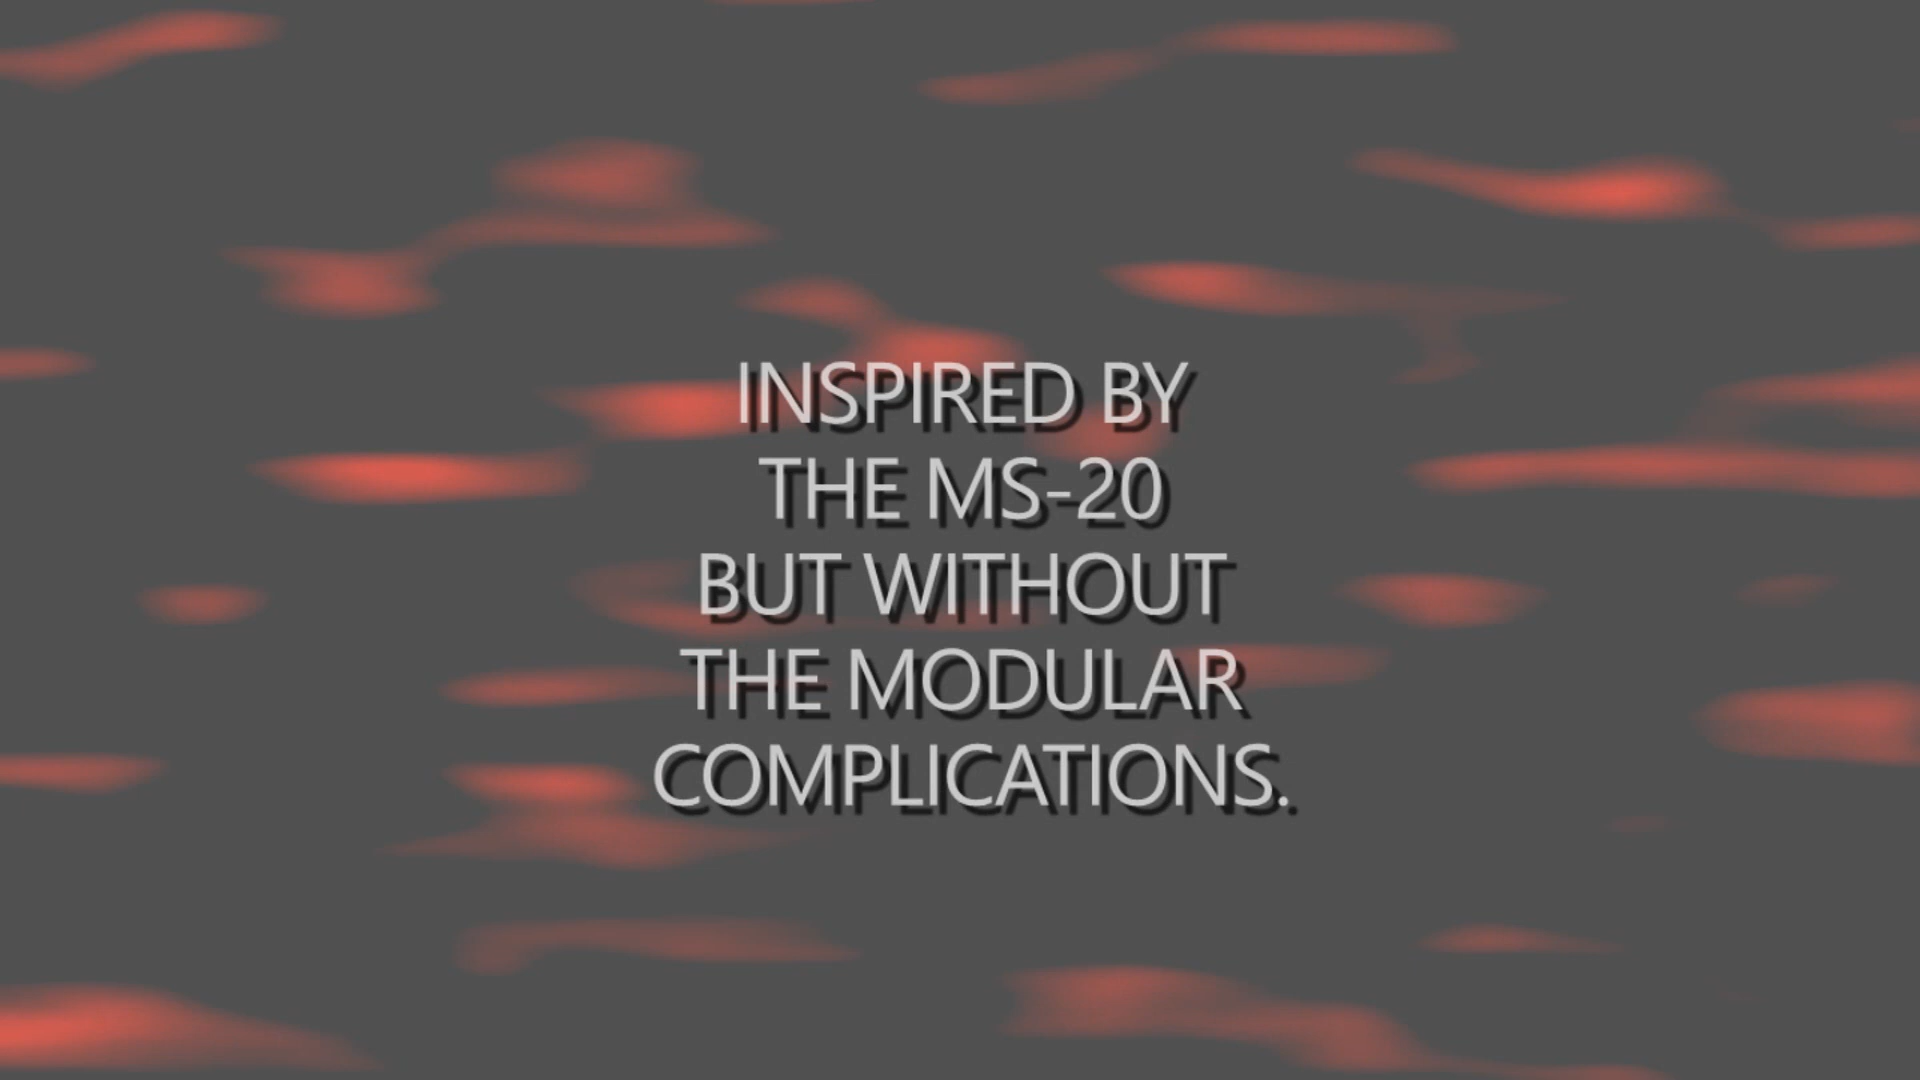 INSPIRED BY
THE MS-20
BUT WITHOUT
THE MODULAR
COMPLICATIONS.